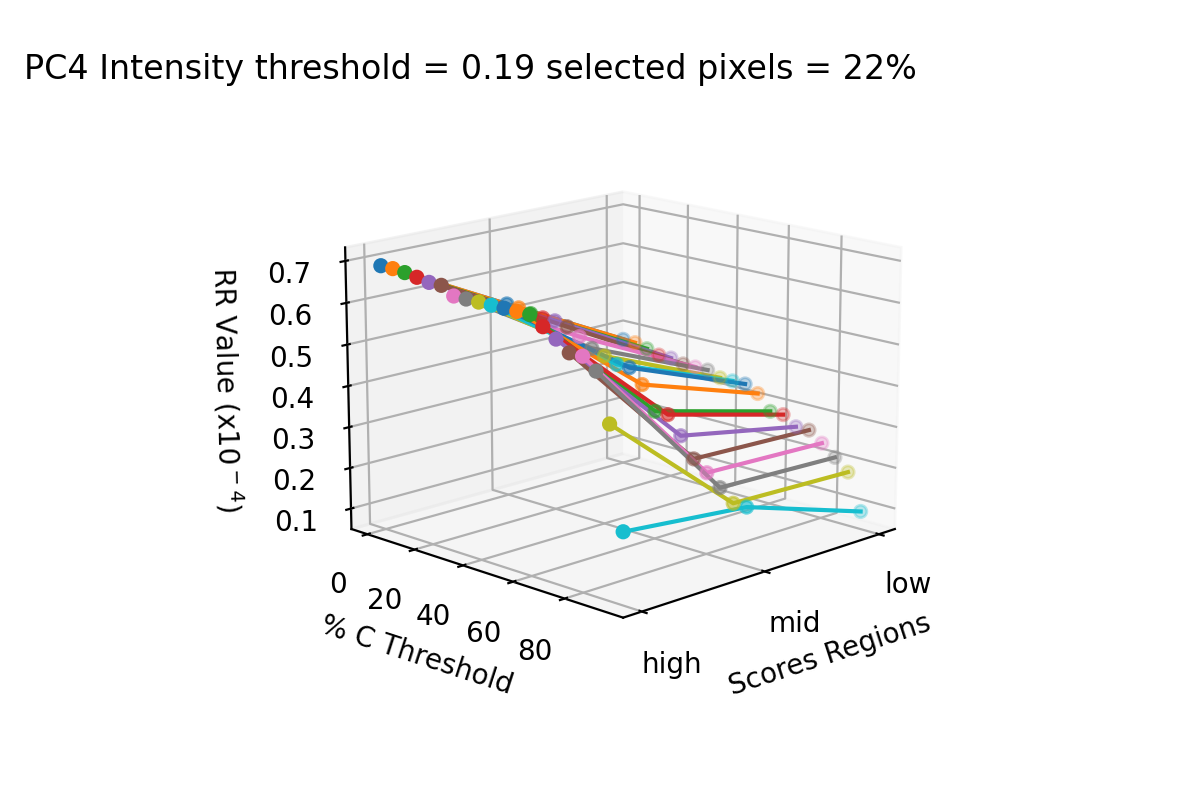 PC4 Intensity threshold = 0.19 selected pixels = 22%
0.7
0.6
0.5
0.4
0.3
0.2
0.1
RR Value (x10⁻⁴)
0
20
40
60
80
% C Threshold
low
mid
high
Scores Regions